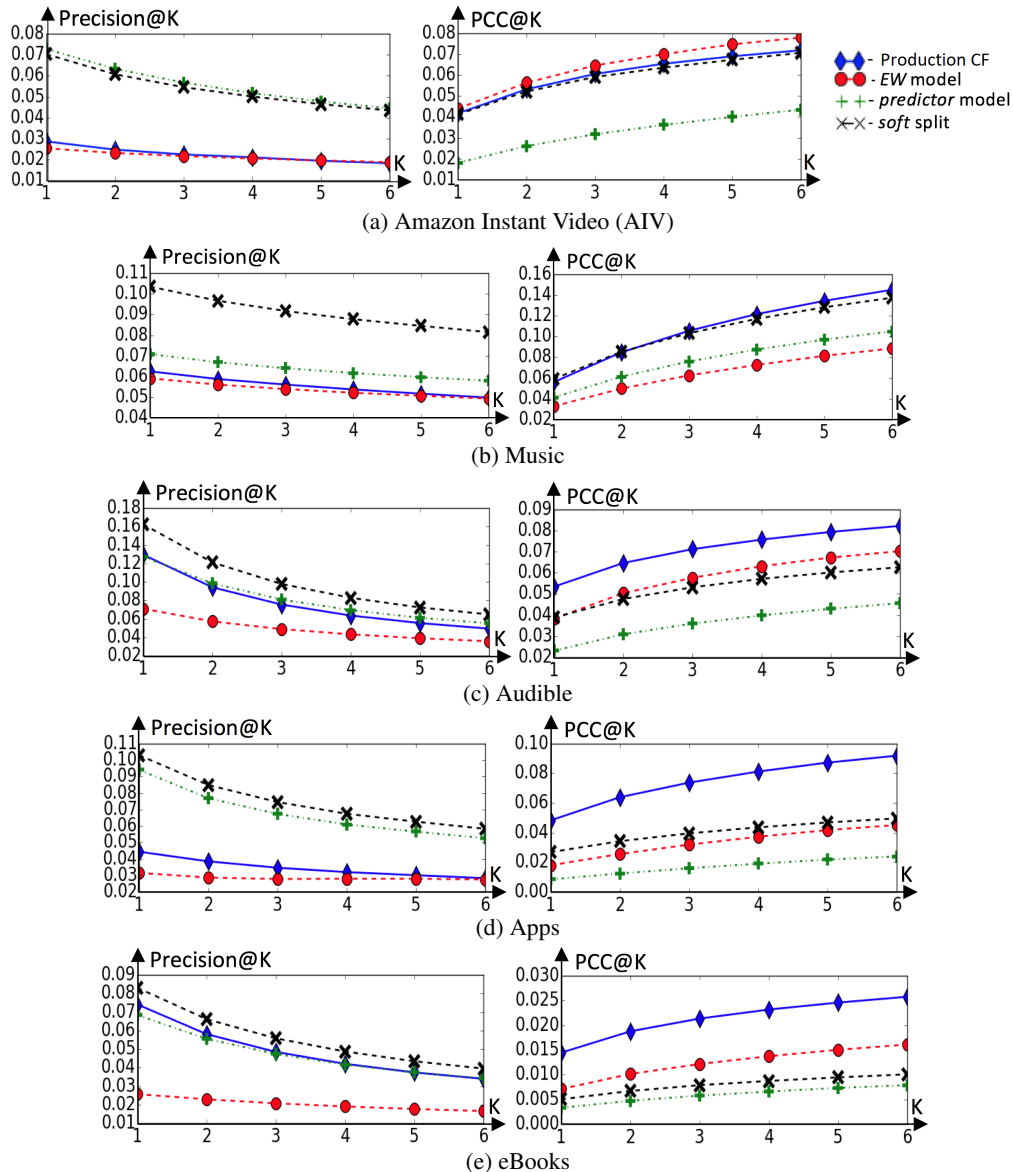 Precision@K
0.08
0.07
0.06
0.05
0.04
0.03
0.02
0.01
1 2 3 4 5 6
K
PCC@K
0.08
0.07
0.06
0.05
0.04
0.03
0.02
0.01
1 2 3 4 5 6
K
- Production CF
- EW model
- predictor model
- soft split
(a) Amazon Instant Video (AIV)
Precision@K
0.11
0.10
0.09
0.08
0.07
0.06
0.05
0.04
1 2 3 4 5 6
K
PCC@K
0.16
0.14
0.12
0.10
0.08
0.06
0.04
0.02
1 2 3 4 5 6
K
(b) Music
Precision@K
0.18
0.16
0.14
0.12
0.10
0.08
0.06
0.04
0.02
1 2 3 4 5 6
K
PCC@K
0.09
0.08
0.07
0.06
0.05
0.04
0.03
0.02
1 2 3 4 5 6
K
(c) Audible
Precision@K
0.11
0.10
0.09
0.08
0.07
0.06
0.05
0.04
0.03
0.02
1 2 3 4 5 6
K
PCC@K
0.10
0.08
0.06
0.04
0.02
0.00
1 2 3 4 5 6
K
(d) Apps
Precision@K
0.09
0.08
0.07
0.06
0.05
0.04
0.03
0.02
0.01
1 2 3 4 5 6
K
PCC@K
0.030
0.025
0.020
0.015
0.010
0.005
0.000
1 2 3 4 5 6
K
(e) eBooks